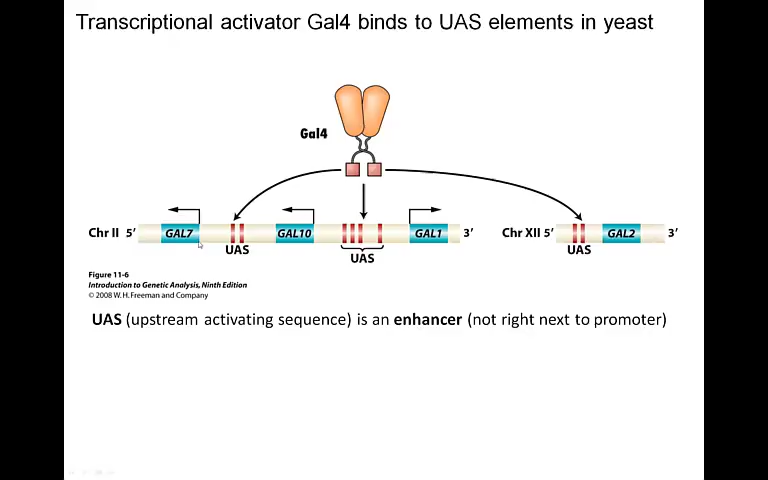 Transcriptional activator Gal4 binds to UAS elements in yeast
Gal4
Chr II 5′ GAL7 GAL10 GAL1 3′ Chr XII 5′ GAL2 3′
UAS UAS UAS
Figure 11-6
Introduction to Genetic Analysis, Ninth Edition
© 2008 W. H. Freeman and Company
UAS (upstream activating sequence) is an enhancer (not right next to promoter)